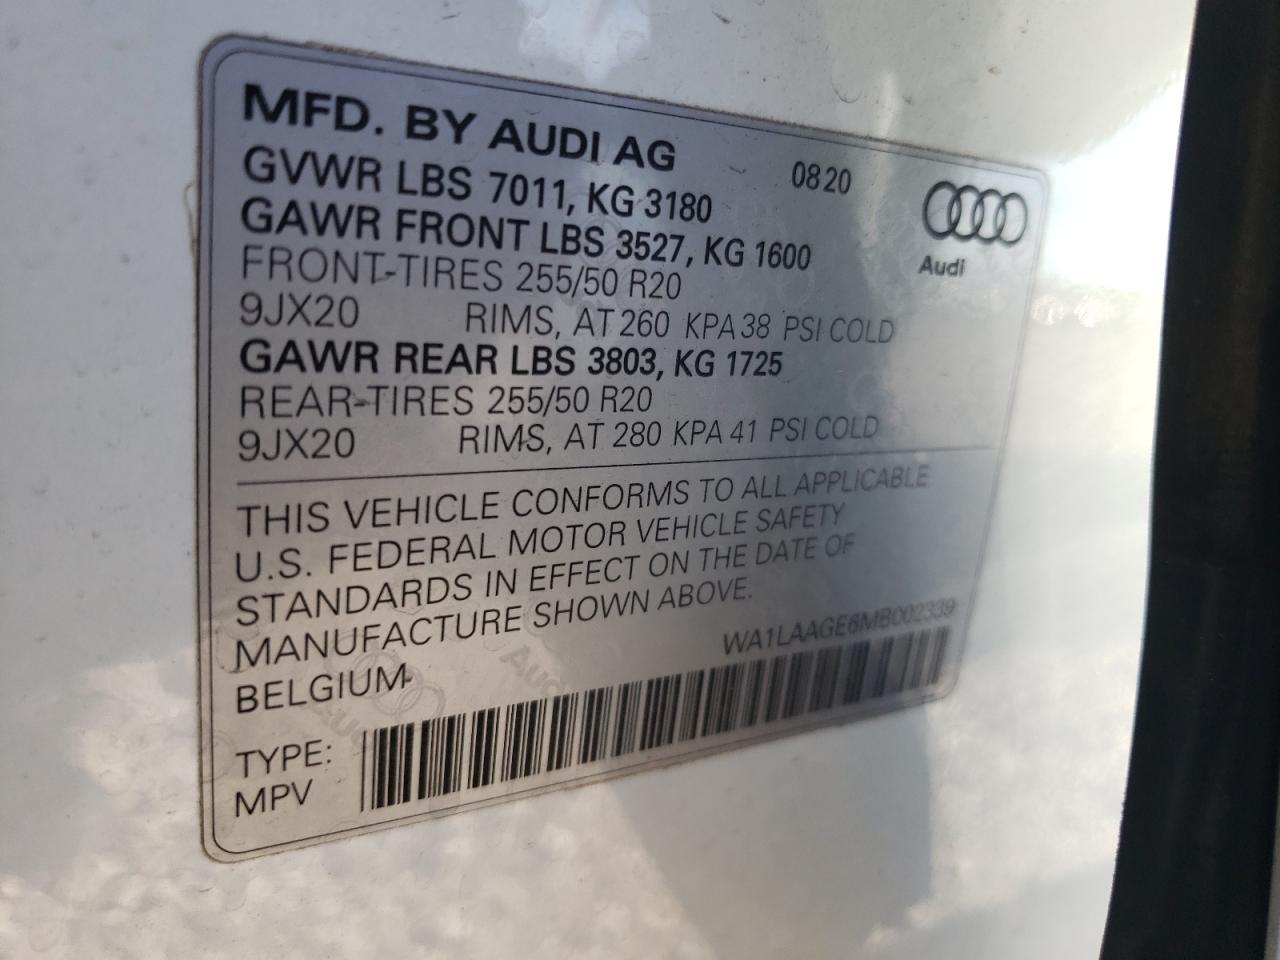 MFD. BY AUDI AG
0820
GVWR LBS 7011, KG 3180
GAWR FRONT LBS 3527, KG 1600
Audi
FRONT-TIRES 255/50 R20
9JX20 RIMS, AT 260 KPA 38 PSI COLD
GAWR REAR LBS 3803, KG 1725
REAR-TIRES 255/50 R20
9JX20 RIMS, AT 280 KPA 41 PSI COLD
THIS VEHICLE CONFORMS TO ALL APPLICABLE
U.S. FEDERAL MOTOR VEHICLE SAFETY
STANDARDS IN EFFECT ON THE DATE OF
MANUFACTURE SHOWN ABOVE.
BELGIUM
WA1LAAGE6MB002339
TYPE:
MPV